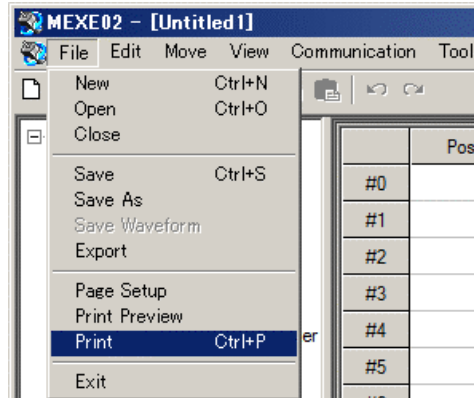 MEXE02 - [Untitled1]
File Edit Move View Communication Tool
New Ctrl+N
Open Ctrl+O
Close
Pos
Save Ctrl+S
#0
Save As
Save Waveform
#1
Export
#2
Page Setup
#3
Print Preview
Print Ctrl+P
er
#4
#5
Exit